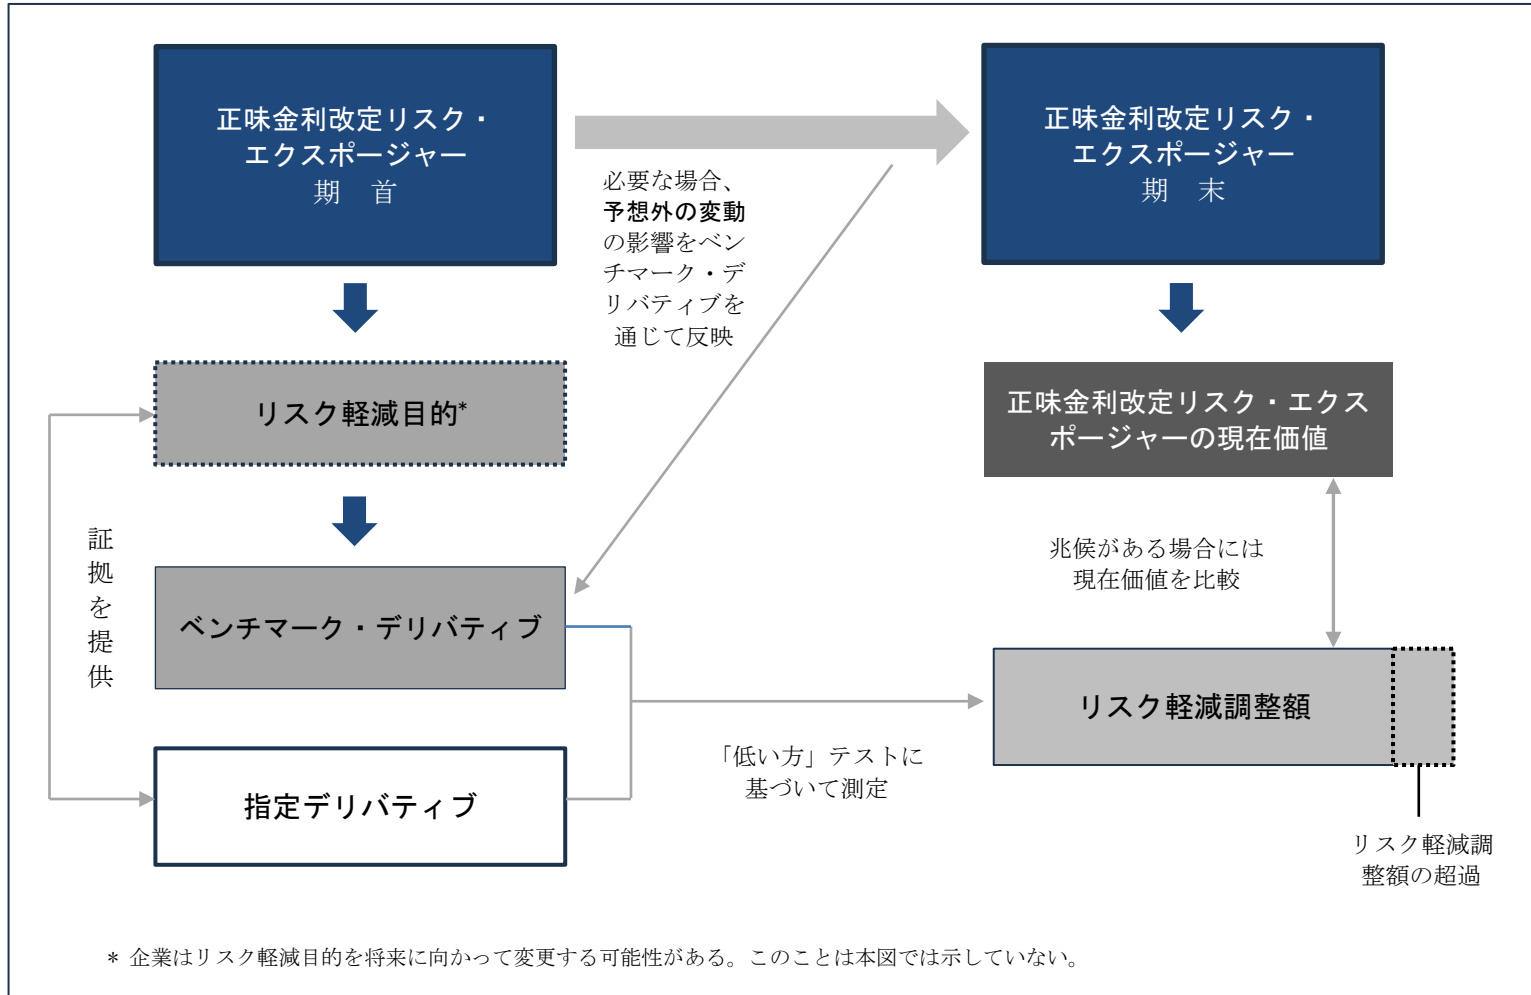 正味金利改定リスク・
エクスポージャー
期　首
必要な場合、
予想外の変動
の影響をベン
チマーク・デ
リバティブを
通じて反映
正味金利改定リスク・
エクスポージャー
期　末
リスク軽減目的*
正味金利改定リスク・エクス
ポージャーの現在価値
証拠を提供
兆候がある場合には
現在価値を比較
ベンチマーク・デリバティブ
リスク軽減調整額
「低い方」テストに
基づいて測定
指定デリバティブ
リスク軽減調
整額の超過
* 企業はリスク軽減目的を将来に向かって変更する可能性がある。このことは本図では示していない。